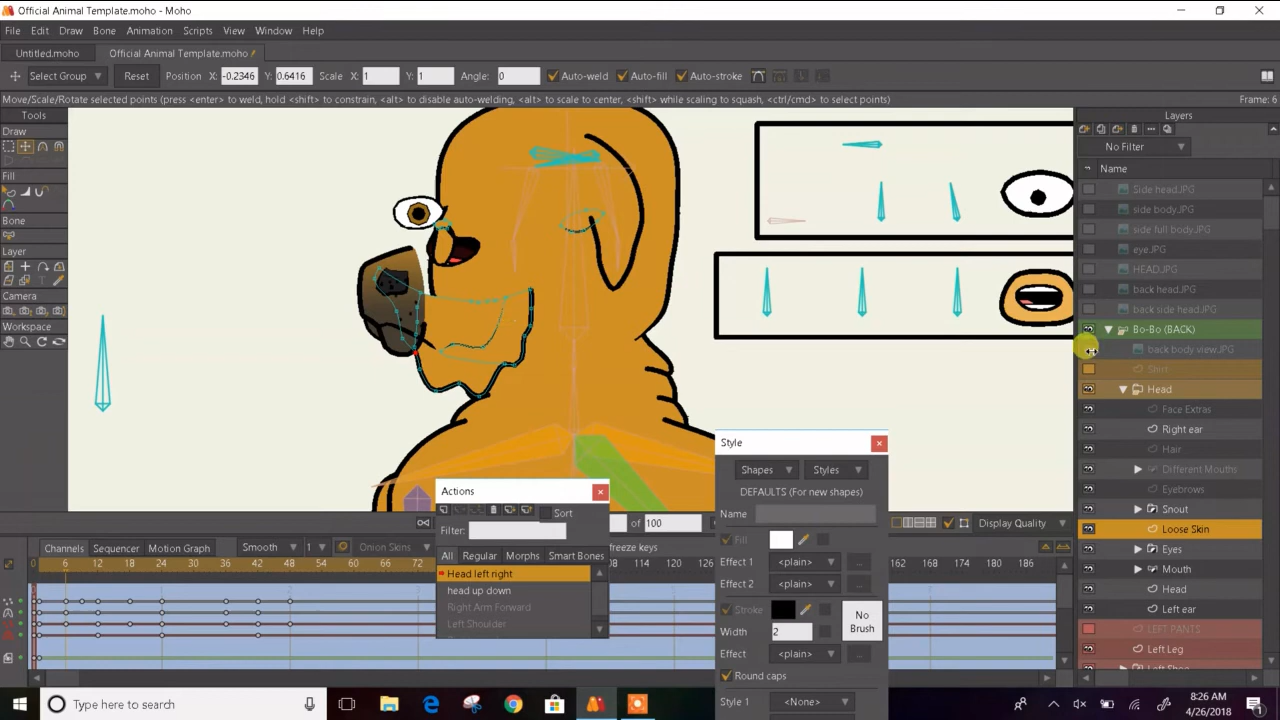 Official Animal Template.moho - Moho
File Edit Draw Bone Animation Scripts View Window Help
Untitled.moho Official Animal Template.moho
Select Group Reset Position X: -0.2346 Y: 0.6416 Scale X: 1 Y: 1 Angle: 0 Auto-weld Auto-fill Auto-stroke
Move/Scale/Rotate selected points (press <enter> to weld, hold <shift> to constrain, <alt> to disable auto-welding, <alt> to scale to center, <shift> while scaling to squash, <ctrl/cmd> to select points) Frame: 6
Tools
Draw
Fill
Bone
Layer
Camera
Workspace
Layers
No Filter
Name
Side head.JPG
side body.JPG
side full body.JPG
eye.JPG
HEAD.JPG
back head.JPG
back side head.JPG
Bo-Bo (BACK)
back body view.JPG
Shirt
Head
Face Extras
Right ear
Hair
Different Mouths
Eyebrows
Snout
Loose Skin
Eyes
Mouth
Head
Left ear
LEFT PANTS
Left Leg
Left Shoe
Style
Shapes Styles
DEFAULTS (For new shapes)
Name
Fill
Effect 1 <plain> ...
Effect 2 <plain> ...
Stroke
No Brush
Width 2
Effect <plain> ...
Round caps
Style 1 <None>
Actions
Sort
Filter:
All Regular Morphs Smart Bones
Head left right
head up down
Right Arm Forward
Left Shoulder
of 100
Display Quality
Channels Sequencer Motion Graph Smooth 1 Onion Skins
freeze keys
0 6 12 18 24 30 36 42 48 54 60 66 72 78
114 120 126 132 138 144 150 156 162 168 174 180 186
Type here to search
8:26 AM
4/26/2018
1